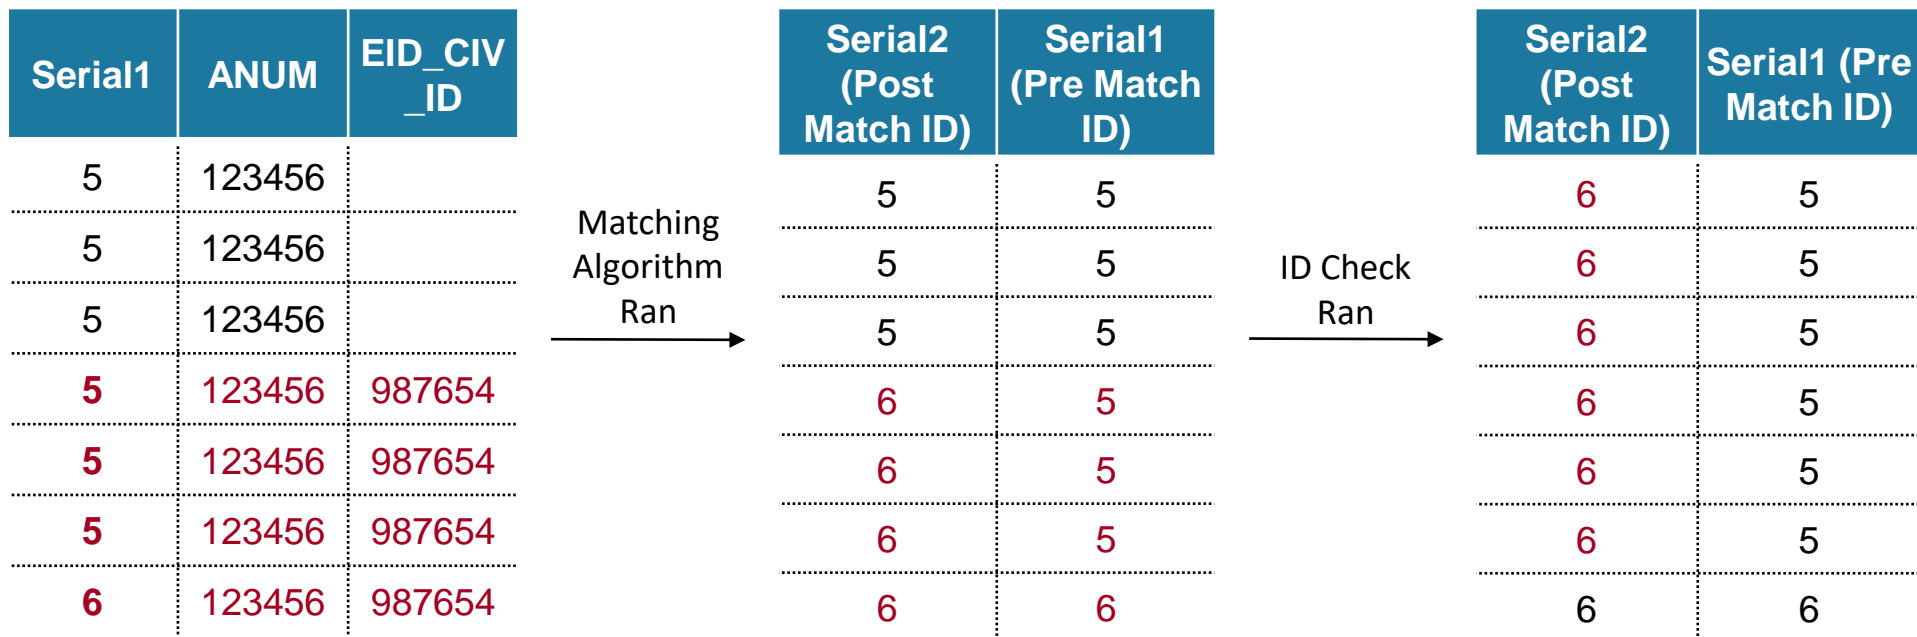 Serial1 ANUM EID_CIV
_ID
5 123456
5 123456
5 123456
5 123456 987654
5 123456 987654
5 123456 987654
6 123456 987654
Matching
Algorithm
Ran
Serial2 Serial1
(Post (Pre Match
Match ID) ID)
5 5
5 5
5 5
6 5
6 5
6 5
6 6
ID Check
Ran
Serial2
(Post
Match ID)
Serial1 (Pre
Match ID)
6 5
6 5
6 5
6 5
6 5
6 5
6 6